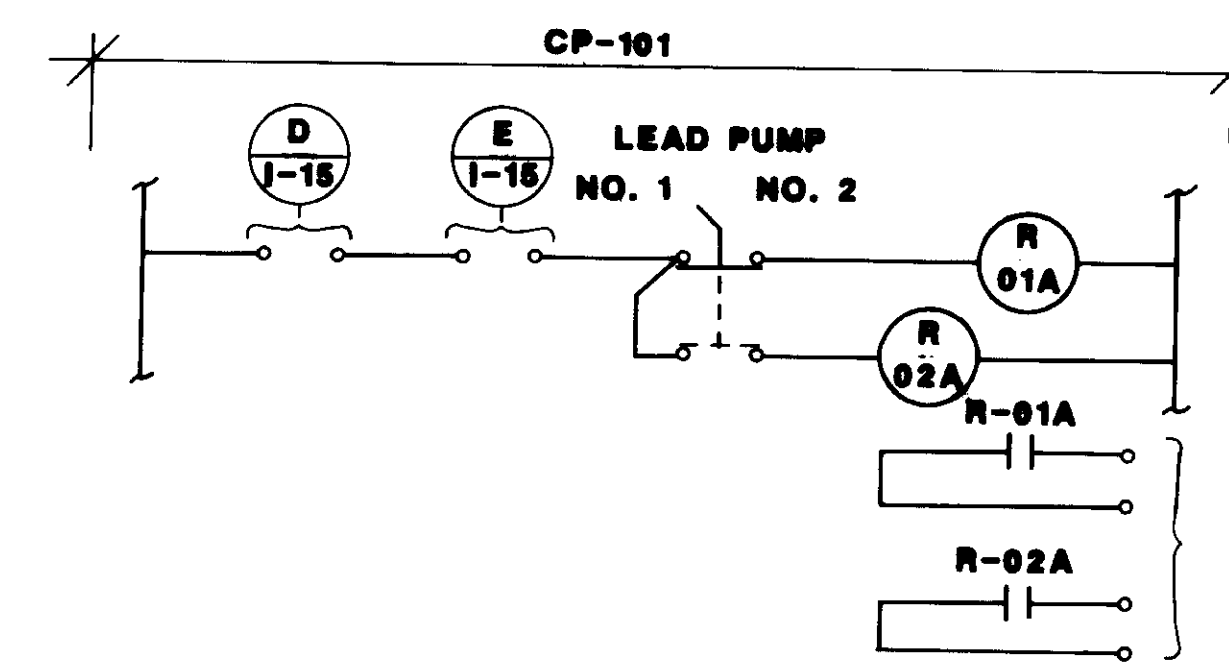 CP-101
D
I-15
E
I-15
LEAD PUMP
NO. 1 NO. 2
R
01A
R
02A
R-01A
R-02A